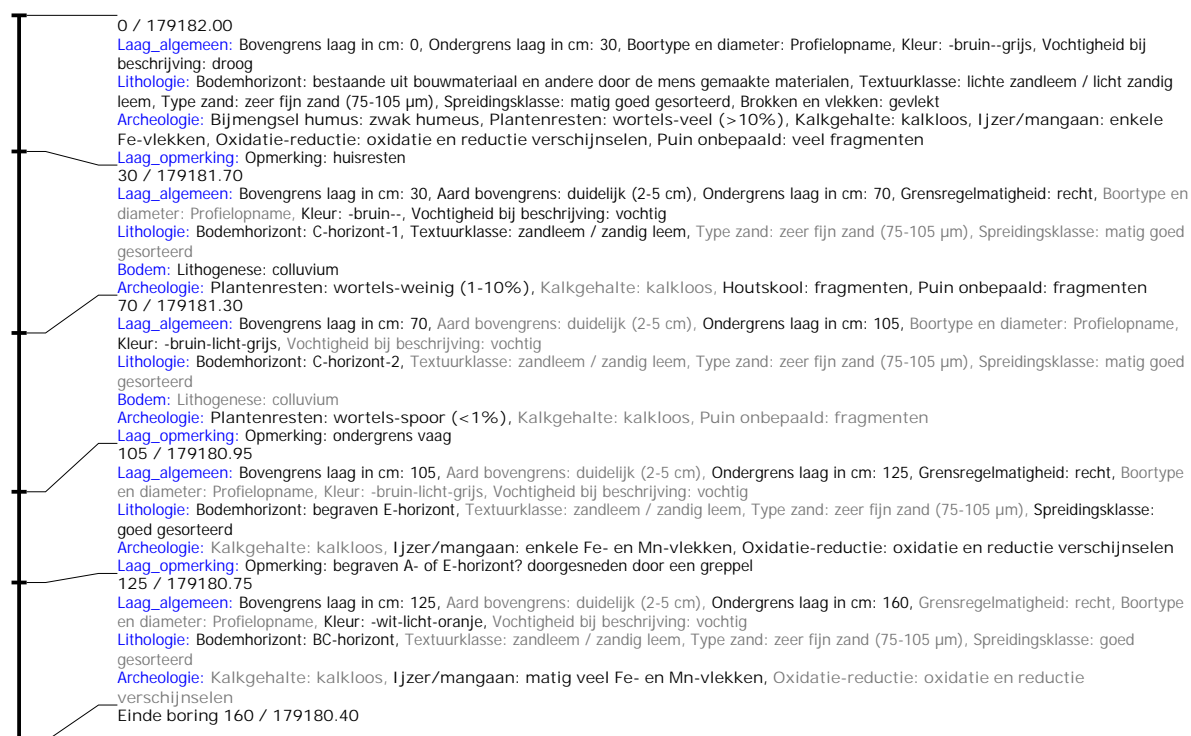 0 / 179182.00
Laag_algemeen: Bovengrens laag in cm: 0, Ondergrens laag in cm: 30, Boortype en diameter: Profielopname, Kleur: -bruin--grijs, Vochtigheid bij
beschrijving: droog
Lithologie: Bodemhorizont: bestaande uit bouwmateriaal en andere door de mens gemaakte materialen, Textuurklasse: lichte zandleem / licht zandig
leem, Type zand: zeer fijn zand (75-105 µm), Spreidingsklasse: matig goed gesorteerd, Brokken en vlekken: gevlekt
Archeologie: Bijmengsel humus: zwak humeus, Plantenresten: wortels-veel (>10%), Kalkgehalte: kalkloos, Ijzer/mangaan: enkele
Fe-vlekken, Oxidatie-reductie: oxidatie en reductie verschijnselen, Puin onbepaald: veel fragmenten
Laag_opmerking: Opmerking: huisresten
30 / 179181.70
Laag_algemeen: Bovengrens laag in cm: 30, Aard bovengrens: duidelijk (2-5 cm), Ondergrens laag in cm: 70, Grensregelmatigheid: recht, Boortype en
diameter: Profielopname, Kleur: -bruin--, Vochtigheid bij beschrijving: vochtig
Lithologie: Bodemhorizont: C-horizont-1, Textuurklasse: zandleem / zandig leem, Type zand: zeer fijn zand (75-105 µm), Spreidingsklasse: matig goed
gesorteerd
Bodem: Lithogenese: colluvium
Archeologie: Plantenresten: wortels-weinig (1-10%), Kalkgehalte: kalkloos, Houtskool: fragmenten, Puin onbepaald: fragmenten
70 / 179181.30
Laag_algemeen: Bovengrens laag in cm: 70, Aard bovengrens: duidelijk (2-5 cm), Ondergrens laag in cm: 105, Boortype en diameter: Profielopname,
Kleur: -bruin-licht-grijs, Vochtigheid bij beschrijving: vochtig
Lithologie: Bodemhorizont: C-horizont-2, Textuurklasse: zandleem / zandig leem, Type zand: zeer fijn zand (75-105 µm), Spreidingsklasse: matig goed
gesorteerd
Bodem: Lithogenese: colluvium
Archeologie: Plantenresten: wortels-spoor (<1%), Kalkgehalte: kalkloos, Puin onbepaald: fragmenten
Laag_opmerking: Opmerking: ondergrens vaag
105 / 179180.95
Laag_algemeen: Bovengrens laag in cm: 105, Aard bovengrens: duidelijk (2-5 cm), Ondergrens laag in cm: 125, Grensregelmatigheid: recht, Boortype
en diameter: Profielopname, Kleur: -bruin-licht-grijs, Vochtigheid bij beschrijving: vochtig
Lithologie: Bodemhorizont: begraven E-horizont, Textuurklasse: zandleem / zandig leem, Type zand: zeer fijn zand (75-105 µm), Spreidingsklasse:
goed gesorteerd
Archeologie: Kalkgehalte: kalkloos, Ijzer/mangaan: enkele Fe- en Mn-vlekken, Oxidatie-reductie: oxidatie en reductie verschijnselen
Laag_opmerking: Opmerking: begraven A- of E-horizont? doorgesneden door een greppel
125 / 179180.75
Laag_algemeen: Bovengrens laag in cm: 125, Aard bovengrens: duidelijk (2-5 cm), Ondergrens laag in cm: 160, Grensregelmatigheid: recht, Boortype
en diameter: Profielopname, Kleur: -wit-licht-oranje, Vochtigheid bij beschrijving: vochtig
Lithologie: Bodemhorizont: BC-horizont, Textuurklasse: zandleem / zandig leem, Type zand: zeer fijn zand (75-105 µm), Spreidingsklasse: goed
gesorteerd
Archeologie: Kalkgehalte: kalkloos, Ijzer/mangaan: matig veel Fe- en Mn-vlekken, Oxidatie-reductie: oxidatie en reductie
verschijnselen
Einde boring 160 / 179180.40